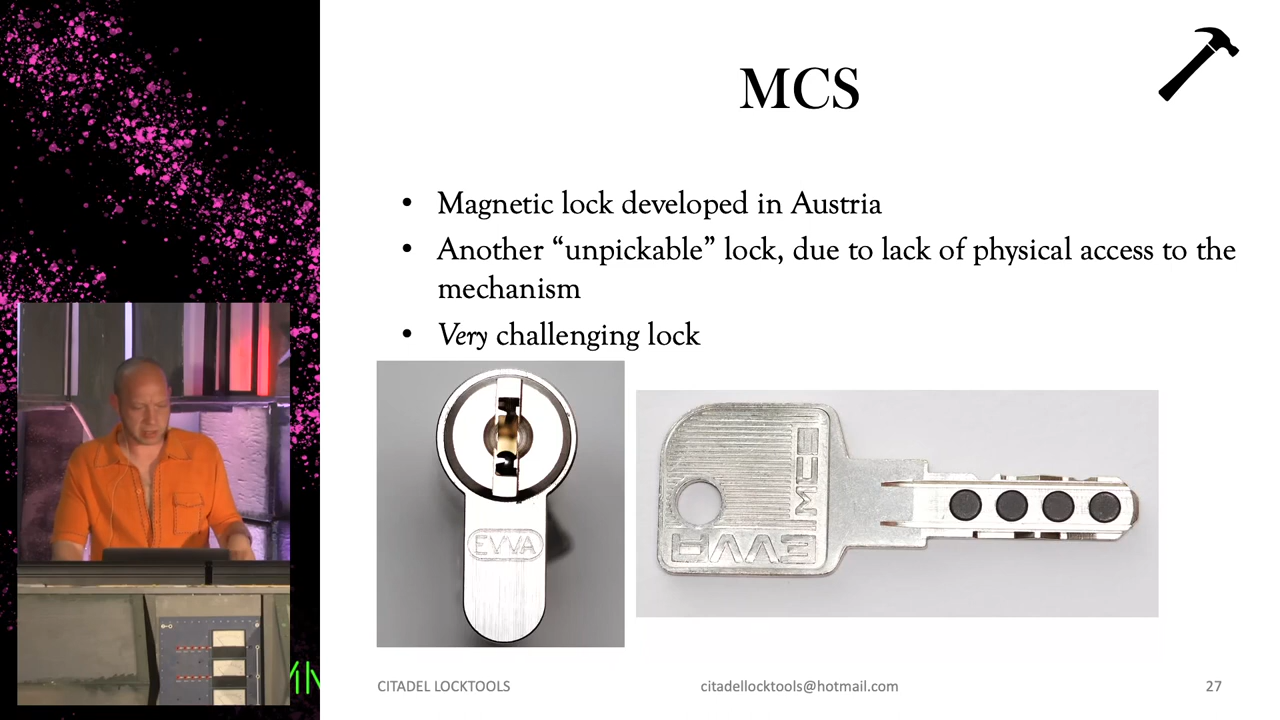 MCS
• Magnetic lock developed in Austria
• Another “unpickable” lock, due to lack of physical access to the
mechanism
• Very challenging lock
EVVA
MCS
EVVA
CITADEL LOCKTOOLS
citadellocktools@hotmail.com
27